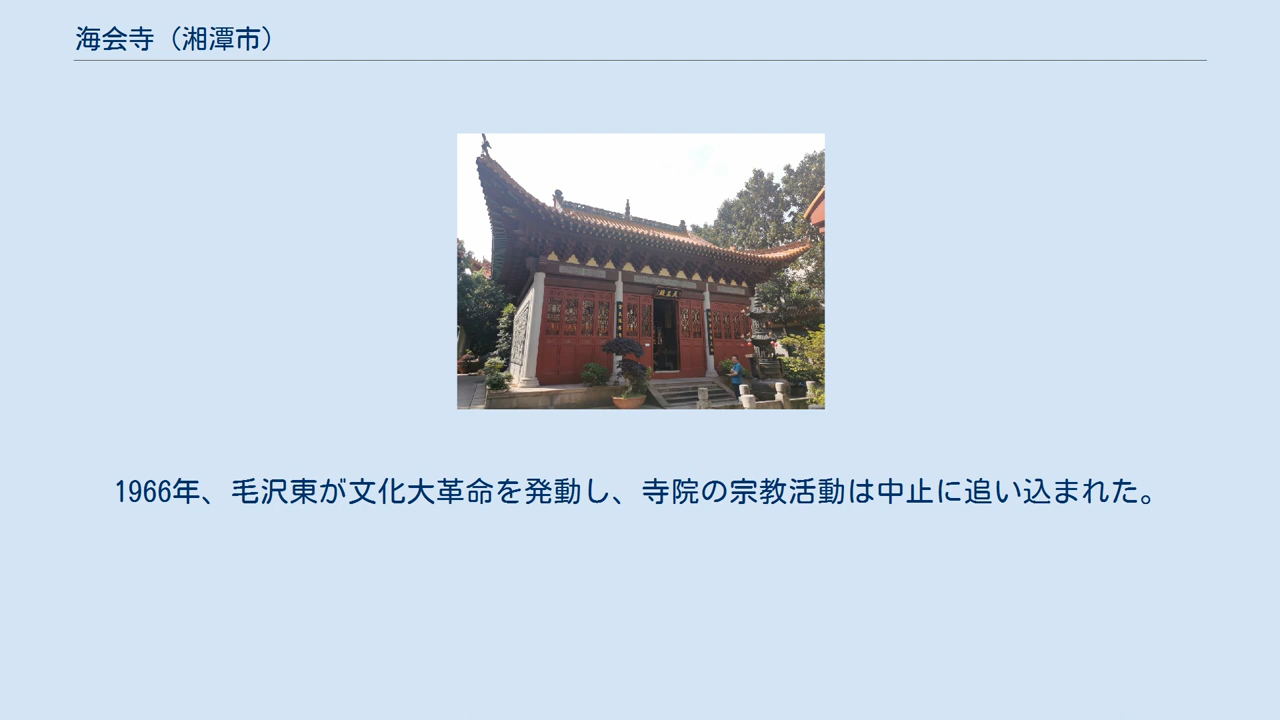 海会寺（湘潭市）
1966年、毛沢東が文化大革命を発動し、寺院の宗教活動は中止に追い込まれた。